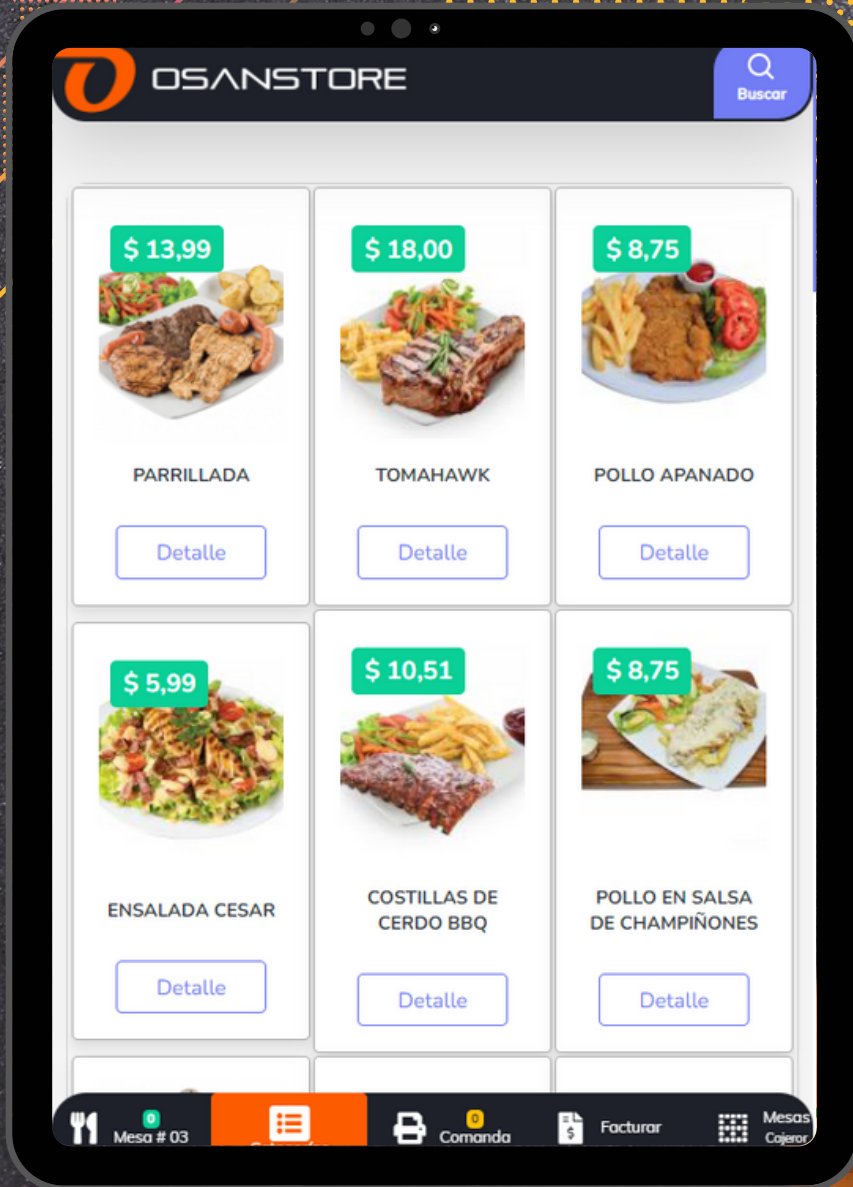 OSANSTORE
Buscar
$ 13,99
$ 18,00
$ 8,75
PARRILLADA
TOMAHAWK
POLLO APANADO
Detalle
Detalle
Detalle
$ 5,99
$ 10,51
$ 8,75
ENSALADA CESAR
COSTILLAS DE
CERDO BBQ
POLLO EN SALSA
DE CHAMPIÑONES
Detalle
Detalle
Detalle
0
Mesa # 03
0
Comanda
Facturar
Mesas
Cajeror